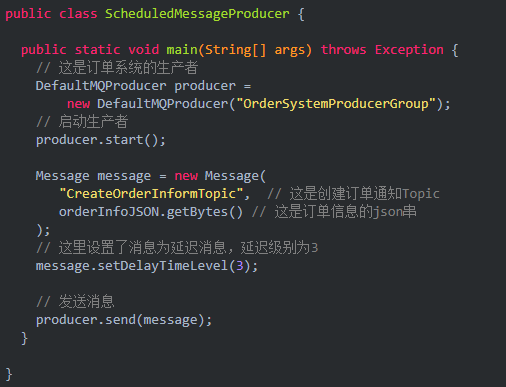 public class ScheduledMessageProducer {
public static void main(String[] args) throws Exception {
// 这是订单系统的生产者
DefaultMQProducer producer =
new DefaultMQProducer("OrderSystemProducerGroup");
// 启动生产者
producer.start();
Message message = new Message(
"CreateOrderInformTopic", // 这是创建订单通知Topic
orderInfoJSON.getBytes() // 这是订单信息的json串
);
// 这里设置了消息为延迟消息，延迟级别为3
message.setDelayTimeLevel(3);
// 发送消息
producer.send(message);
}
}